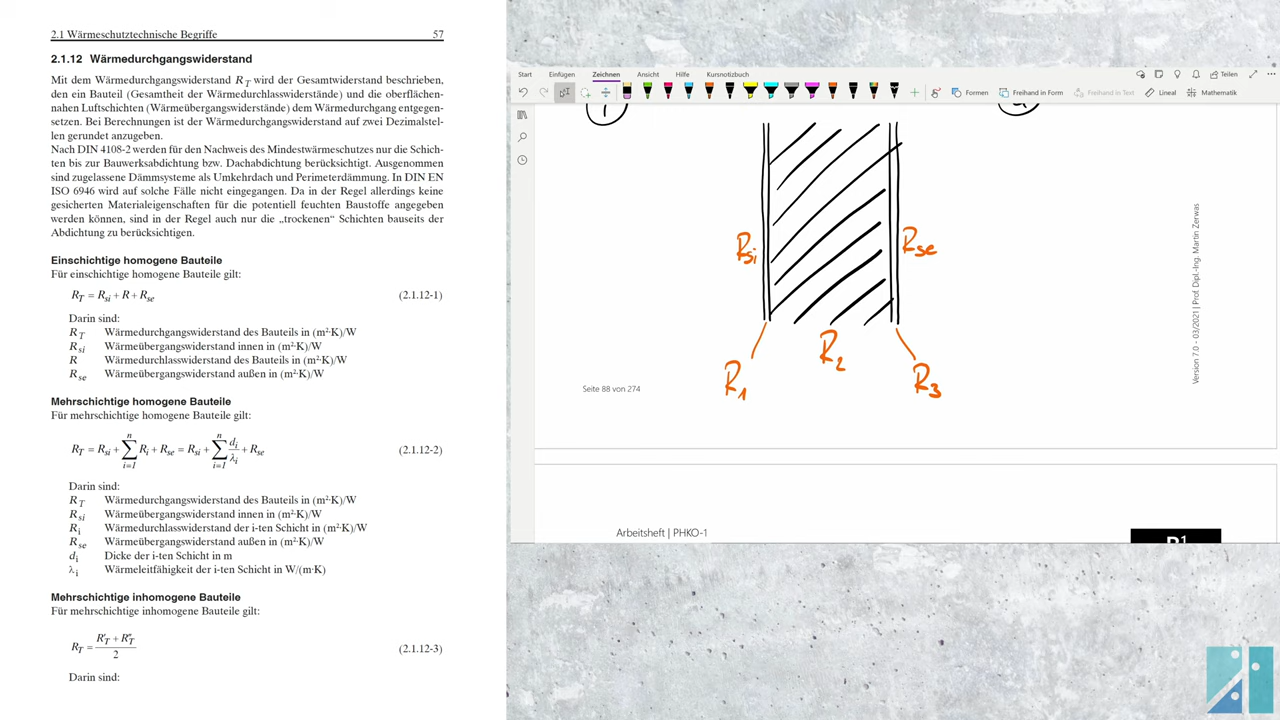 2.1 Wärmeschutztechnische Begriffe 57
2.1.12 Wärmedurchgangswiderstand
Mit dem Wärmedurchgangswiderstand R_T wird der Gesamtwiderstand beschrieben,
den ein Bauteil (Gesamtheit der Wärmedurchlasswiderstände) und die oberflächen-
nahen Luftschichten (Wärmeübergangswiderstände) dem Wärmedurchgang entgegen-
setzen. Bei Berechnungen ist der Wärmedurchgangswiderstand auf zwei Dezimalstel-
len gerundet anzugeben.
Nach DIN 4108-2 werden für den Nachweis des Mindestwärmeschutzes nur die Schich-
ten bis zur Bauwerksabdichtung bzw. Dachabdichtung berücksichtigt. Ausgenommen
sind zugelassene Dämmsysteme als Umkehrdach und Perimeterdämmung. In DIN EN
ISO 6946 wird auf solche Fälle nicht eingegangen. Da in der Regel allerdings keine
gesicherten Materialeigenschaften für die potentiell feuchten Baustoffe angegeben
werden können, sind in der Regel auch nur die „trockenen“ Schichten bauseits der
Abdichtung zu berücksichtigen.
Einschichtige homogene Bauteile
Für einschichtige homogene Bauteile gilt:
R_T = R_si + R + R_se (2.1.12-1)
Darin sind:
R_T Wärmedurchgangswiderstand des Bauteils in (m²·K)/W
R_si Wärmeübergangswiderstand innen in (m²·K)/W
R Wärmedurchlasswiderstand des Bauteils in (m²·K)/W
R_se Wärmeübergangswiderstand außen in (m²·K)/W
Mehrschichtige homogene Bauteile
Für mehrschichtige homogene Bauteile gilt:
R_T = R_si + ∑_{i=1}^{n} R_i + R_se = R_si + ∑_{i=1}^{n} d_i/λ_i + R_se (2.1.12-2)
Darin sind:
R_T Wärmedurchgangswiderstand des Bauteils in (m²·K)/W
R_si Wärmeübergangswiderstand innen in (m²·K)/W
R_i Wärmedurchlasswiderstand der i-ten Schicht in (m²·K)/W
R_se Wärmeübergangswiderstand außen in (m²·K)/W
d_i Dicke der i-ten Schicht in m
λ_i Wärmeleitfähigkeit der i-ten Schicht in W/(m·K)
Mehrschichtige inhomogene Bauteile
Für mehrschichtige inhomogene Bauteile gilt:
R_T = (R'_T + R''_T)/2 (2.1.12-3)
Darin sind:
Start Einfügen Zeichnen Ansicht Hilfe Kursnotizbuch Teilen
Formen Freihand in Form Freihand in Text Lineal Mathematik
R_si R_se
R_1 R_2 R_3
Seite 88 von 274
Version 7.0 - 03/2021 | Prof. Dipl.-Ing. Martin Zerwas
Arbeitsheft | PHKO-1